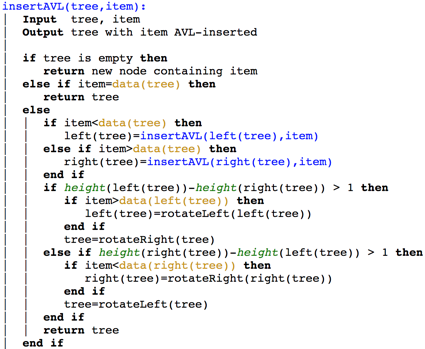 insertAVL(tree,item):
Input tree, item
Output tree with item AVL-inserted
if tree is empty then
return new node containing item
else if item=data(tree) then
return tree
else
if item<data(tree) then
left(tree)=insertAVL(left(tree),item)
else if item>data(tree) then
right(tree)=insertAVL(right(tree),item)
end if
if height(left(tree))-height(right(tree)) > 1 then
if item>data(left(tree)) then
left(tree)=rotateLeft(left(tree))
end if
tree=rotateRight(tree)
else if height(right(tree))-height(left(tree)) > 1 then
if item<data(right(tree)) then
right(tree)=rotateRight(right(tree))
end if
tree=rotateLeft(tree)
end if
return tree
end if